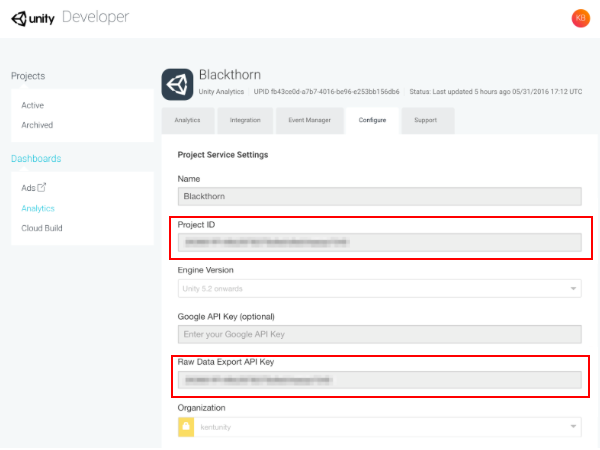 unity Developer
KB
Projects
Active
Archived
Dashboards
Ads
Analytics
Cloud Build
Blackthorn
Unity Analytics UPID fb43ce0d-a7b7-4016-be96-e253bb156db6 Status: Last updated 5 hours ago 05/31/2016 17:12 UTC
Analytics Integration Event Manager Configure Support
Project Service Settings
Name
Blackthorn
Project ID
Engine Version
Unity 5.2 onwards
Google API Key (optional)
Enter your Google API Key
Raw Data Export API Key
Organization
kentunity